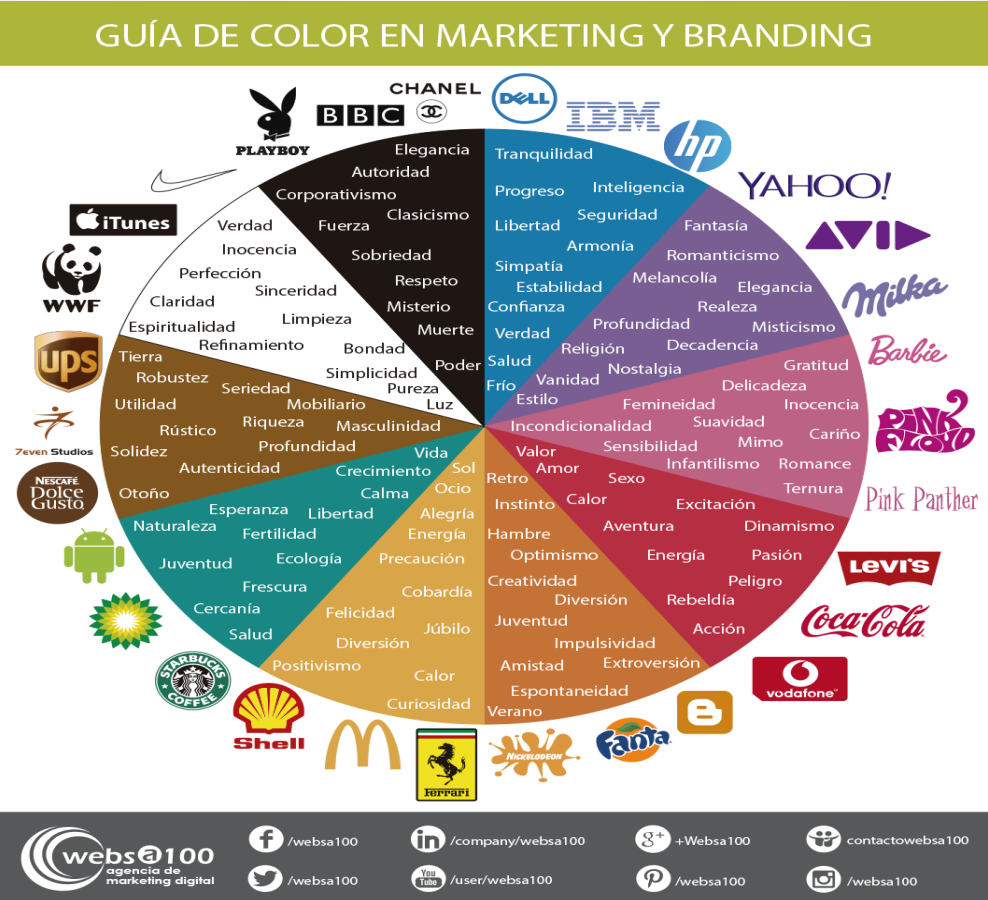 GUÍA DE COLOR EN MARKETING Y BRANDING
PLAYBOY
BBC
CHANEL
DELL
IBM
hp
YAHOO!
AVID
Milka
Barbie
PINK FLOYD
Pink Panther
LEVI'S
Coca-Cola
vodafone
Fanta
NICKELODEON
Ferrari
Shell
STARBUCKS
COFFEE
NESCAFÉ
DOLCE
GUSTO
7even Studios
ups
WWF
iTunes
Elegancia
Autoridad
Corporativismo
Clasicismo
Fuerza
Sobriedad
Respeto
Misterio
Muerte
Poder
Tranquilidad
Progreso
Inteligencia
Libertad
Seguridad
Armonía
Simpatía
Estabilidad
Confianza
Verdad
Salud
Frío
Fantasía
Romanticismo
Melancolía
Elegancia
Realeza
Profundidad
Misticismo
Religión
Decadencia
Nostalgia
Vanidad
Estilo
Gratitud
Delicadeza
Femineidad
Inocencia
Incondicionalidad
Suavidad
Cariño
Sensibilidad
Mimo
Infantilismo
Romance
Ternura
Valor
Amor
Sexo
Calor
Excitación
Aventura
Dinamismo
Energía
Pasión
Peligro
Rebeldía
Acción
Retro
Instinto
Hambre
Optimismo
Creatividad
Diversión
Juventud
Impulsividad
Amistad
Extroversión
Espontaneidad
Verano
Sol
Ocio
Alegría
Energía
Precaución
Cobardía
Felicidad
Júbilo
Diversión
Positivismo
Calor
Curiosidad
Vida
Crecimiento
Calma
Esperanza
Libertad
Naturaleza
Fertilidad
Juventud
Ecología
Frescura
Cercanía
Salud
Tierra
Robustez
Seriedad
Utilidad
Mobiliario
Riqueza
Rústico
Masculinidad
Solidez
Profundidad
Autenticidad
Otoño
Verdad
Inocencia
Perfección
Sinceridad
Claridad
Limpieza
Espiritualidad
Refinamiento
Bondad
Simplicidad
Pureza
Luz
webs@100
agencia de
marketing digital
/websa100
/company/websa100
+Websa100
contactowebsa100
/websa100
You Tube /user/websa100
/websa100
/websa100